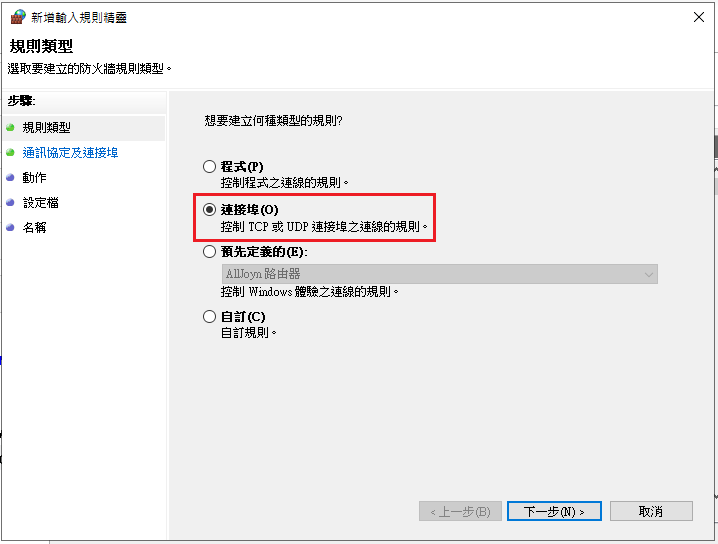 新增輸入規則精靈
規則類型
選取要建立的防火牆規則類型。
步驟:
規則類型
通訊協定及連接埠
動作
設定檔
名稱
想要建立何種類型的規則?
程式(P)
控制程式之連線的規則。
連接埠(O)
控制 TCP 或 UDP 連接埠之連線的規則。
預先定義的(E):
AllJoyn 路由器
控制 Windows 體驗之連線的規則。
自訂(C)
自訂規則。
< 上一步(B)
下一步(N) >
取消